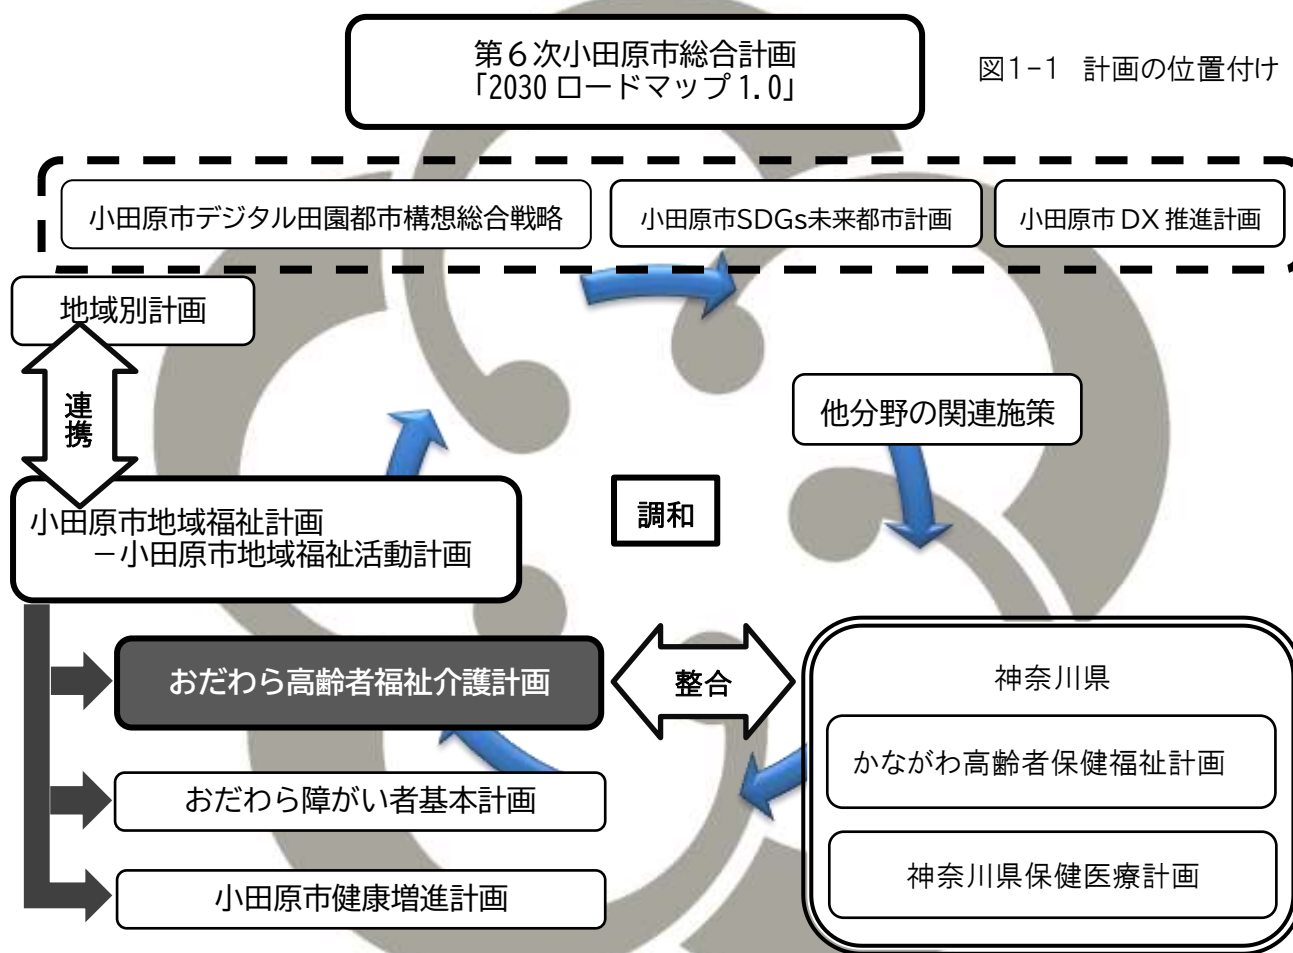 第6次小田原市総合計画
「2030 ロードマップ 1.0」
図1-1 計画の位置付け
小田原市デジタル田園都市構想総合戦略
小田原市SDGs未来都市計画
小田原市 DX 推進計画
地域別計画
連携
他分野の関連施策
調和
小田原市地域福祉計画
－小田原市地域福祉活動計画
おだわら高齢者福祉介護計画
整合
神奈川県
かながわ高齢者保健福祉計画
おだわら障がい者基本計画
神奈川県保健医療計画
小田原市健康増進計画